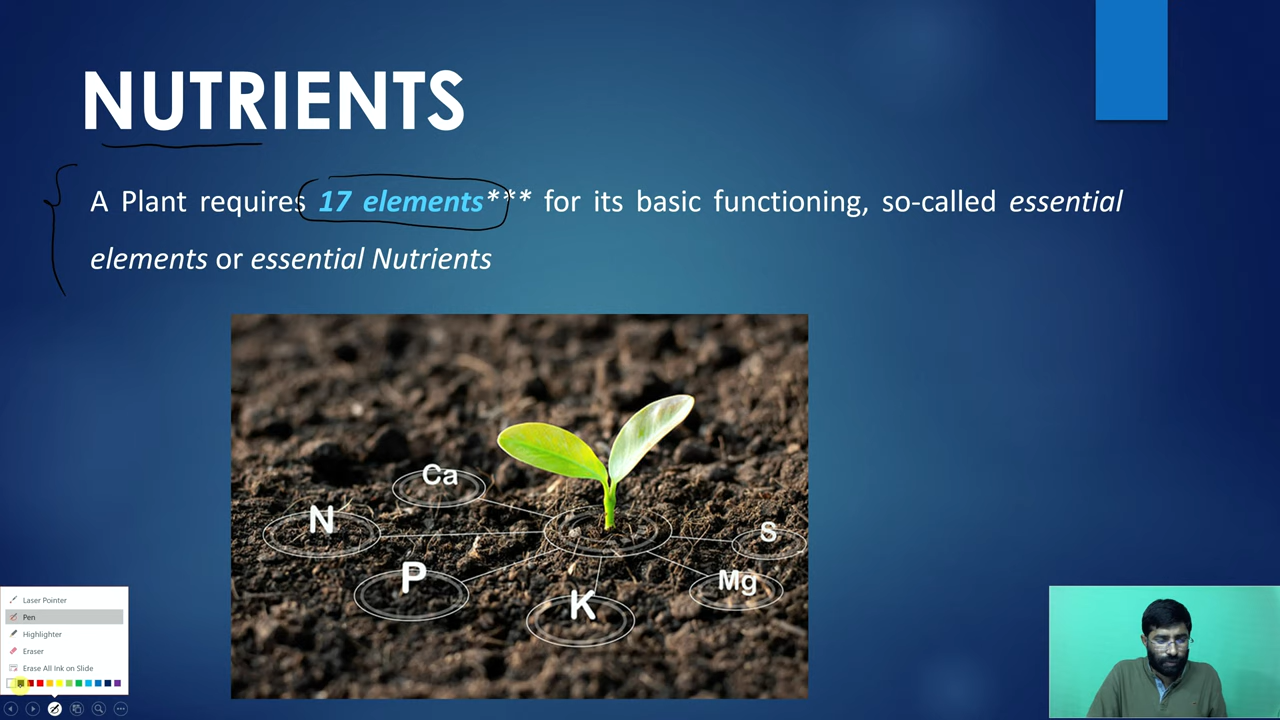 NUTRIENTS
A Plant requires 17 elements*** for its basic functioning, so-called essential
elements or essential Nutrients
Ca
N
S
P
Mg
K
Laser Pointer
Pen
Highlighter
Eraser
Erase All Ink on Slide